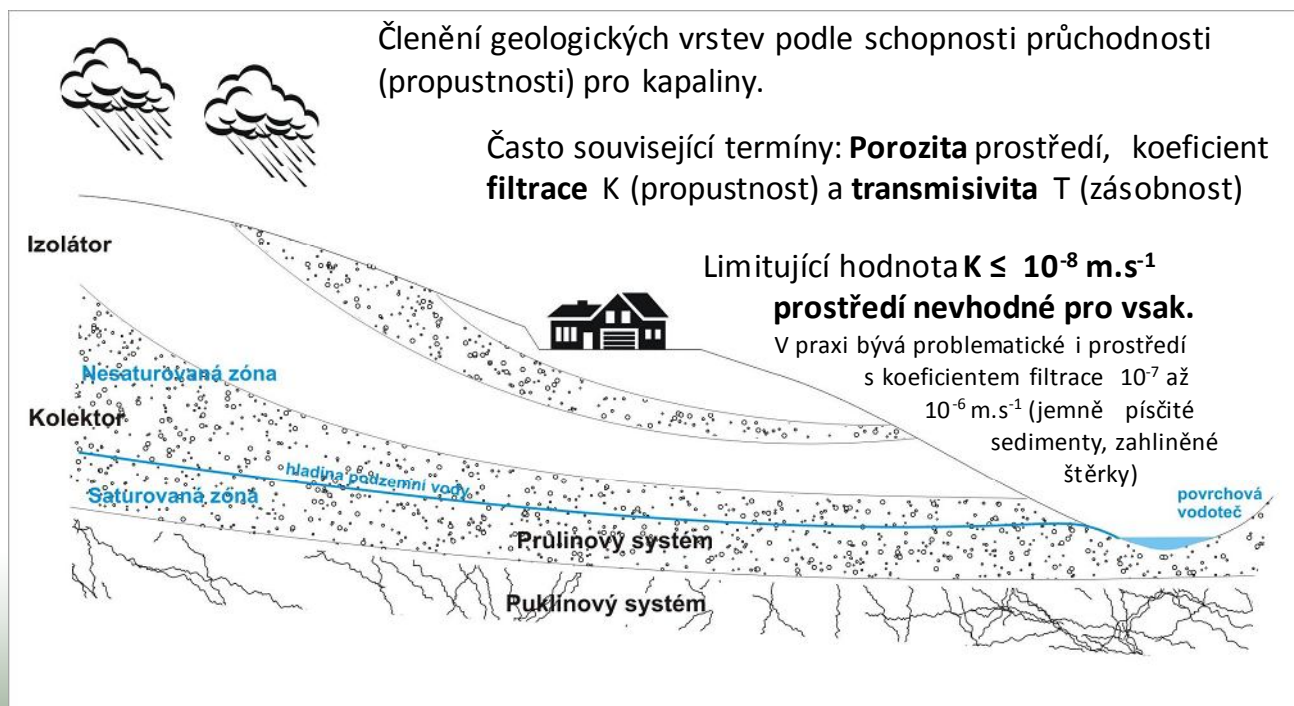 Členění geologických vrstev podle schopnosti průchodnosti
(propustnosti) pro kapaliny.
Často související termíny: Porozita prostředí, koeficient
filtrace K (propustnost) a transmisivita T (zásobnost)
Izolátor
Limitující hodnota K ≤ 10⁻⁸ m.s⁻¹
prostředí nevhodné pro vsak.
V praxi bývá problematické i prostředí
s koeficientem filtrace 10⁻⁷ až
10⁻⁶ m.s⁻¹ (jemně písčité
sedimenty, zahliněné
štěrky)
Nesaturovaná zóna
Kolektor
hladina podzemní vody
Saturovaná zóna
povrchová
vodoteč
Průlinový systém
Puklinový systém